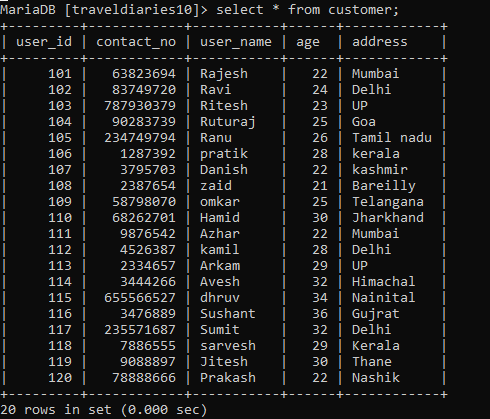 MariaDB [traveldiaries10]> select * from customer;
+---------+------------+-----------+------+------------+
| user_id | contact_no | user_name | age  | address    |
+---------+------------+-----------+------+------------+
|     101 |   63823694 | Rajesh    |   22 | Mumbai     |
|     102 |   83749720 | Ravi      |   24 | Delhi      |
|     103 |  787930379 | Ritesh    |   23 | UP         |
|     104 |   90283739 | Ruturaj   |   25 | Goa        |
|     105 |  234749794 | Ranu      |   26 | Tamil nadu |
|     106 |    1287392 | pratik    |   28 | kerala     |
|     107 |    3795703 | Danish    |   22 | kashmir    |
|     108 |    2387654 | zaid      |   21 | Bareilly   |
|     109 |   58798070 | omkar     |   25 | Telangana  |
|     110 |   68262701 | Hamid     |   30 | Jharkhand  |
|     111 |    9876542 | Azhar     |   22 | Mumbai     |
|     112 |    4526387 | kamil     |   28 | Delhi      |
|     113 |    2334657 | Arkam     |   29 | UP         |
|     114 |    3444266 | Avesh     |   32 | Himachal   |
|     115 |  655566527 | dhruv     |   34 | Nainital   |
|     116 |    3476889 | Sushant   |   36 | Gujrat     |
|     117 |  235571687 | Sumit     |   32 | Delhi      |
|     118 |    7886555 | sarvesh   |   29 | Kerala     |
|     119 |    9088897 | Jitesh    |   30 | Thane      |
|     120 |   78888666 | Prakash   |   22 | Nashik     |
+---------+------------+-----------+------+------------+
20 rows in set (0.000 sec)